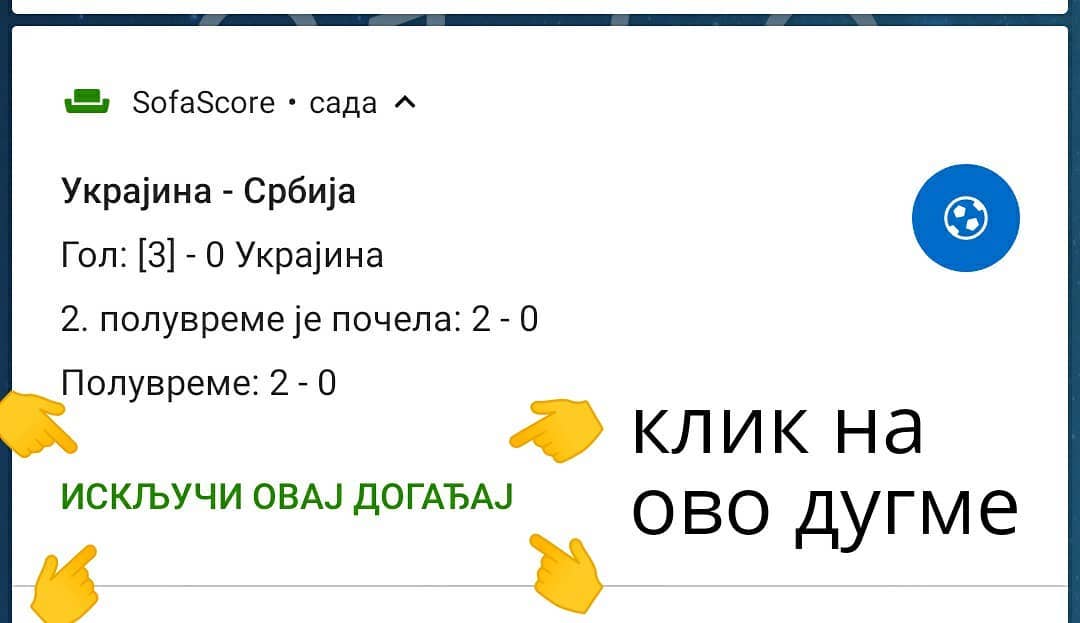 SofaScore • сада
Украјина - Србија
Гол: [3] - 0 Украјина
2. полувреме је почела: 2 - 0
Полувреме: 2 - 0
клик на
ово дугме
ИСКЉУЧИ ОВАЈ ДОГАЂАЈ